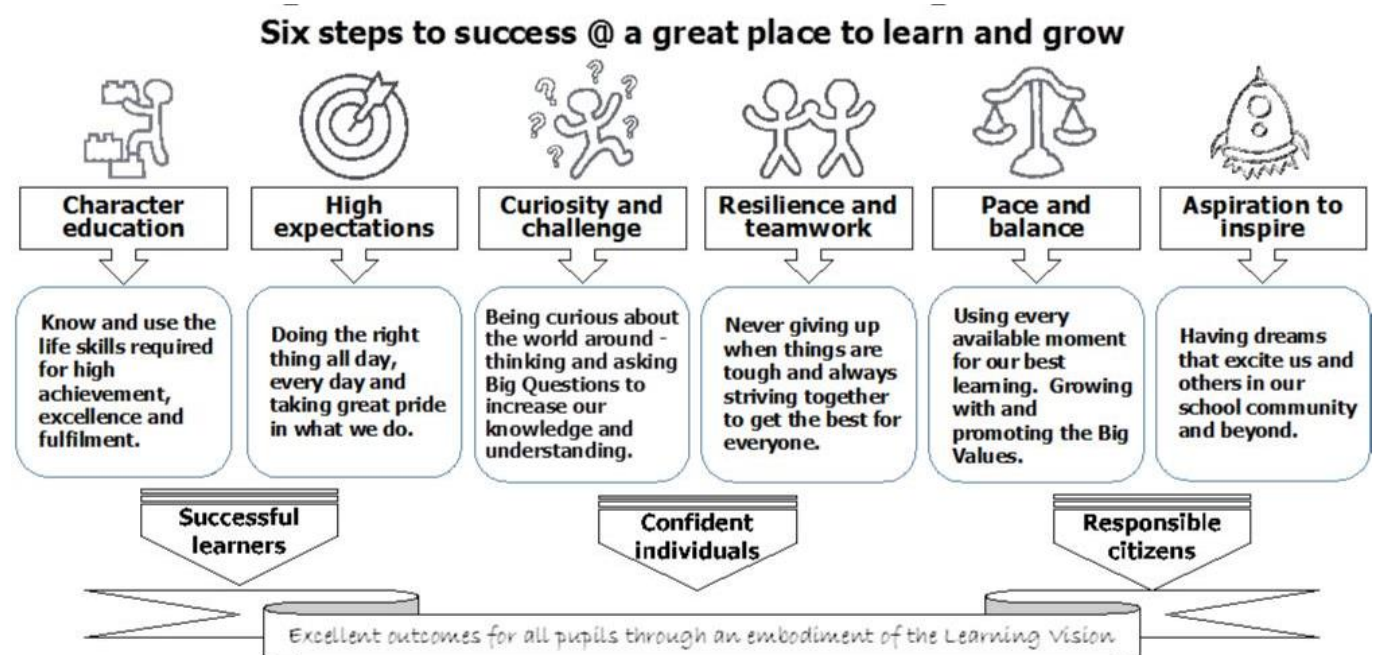 Six steps to success @ a great place to learn and grow
Character
education
High
expectations
Curiosity and
challenge
Resilience and
teamwork
Pace and
balance
Aspiration to
inspire
Know and use the
life skills required
for high
achievement,
excellence and
fulfilment.
Doing the right
thing all day,
every day and
taking great pride
in what we do.
Being curious about
the world around -
thinking and asking
Big Questions to
increase our
knowledge and
understanding.
Never giving up
when things are
tough and always
striving together
to get the best for
everyone.
Using every
available moment
for our best
learning. Growing
with and
promoting the Big
Values.
Having dreams
that excite us and
others in our
school community
and beyond.
Successful
learners
Confident
individuals
Responsible
citizens
Excellent outcomes for all pupils through an embodiment of the Learning Vision